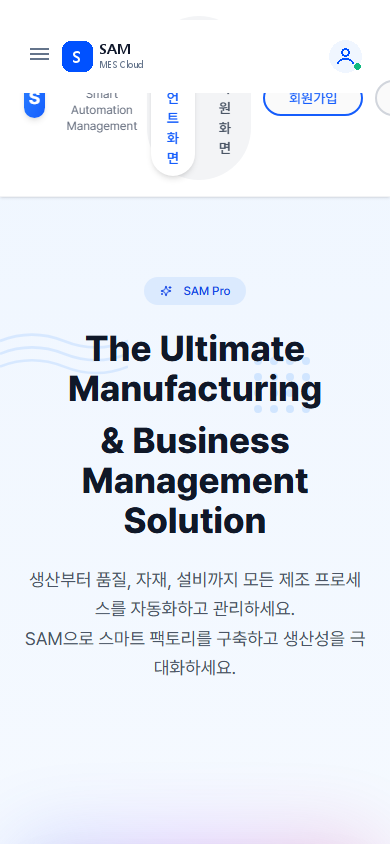 SAM
MES Cloud
S
Smart
Automation
Management
언
트
화
면
원
화
면
회원가입
SAM Pro
The Ultimate
Manufacturing
& Business
Management
Solution
생산부터 품질, 자재, 설비까지 모든 제조 프로세
스를 자동화하고 관리하세요.
SAM으로 스마트 팩토리를 구축하고 생산성을 극
대화하세요.